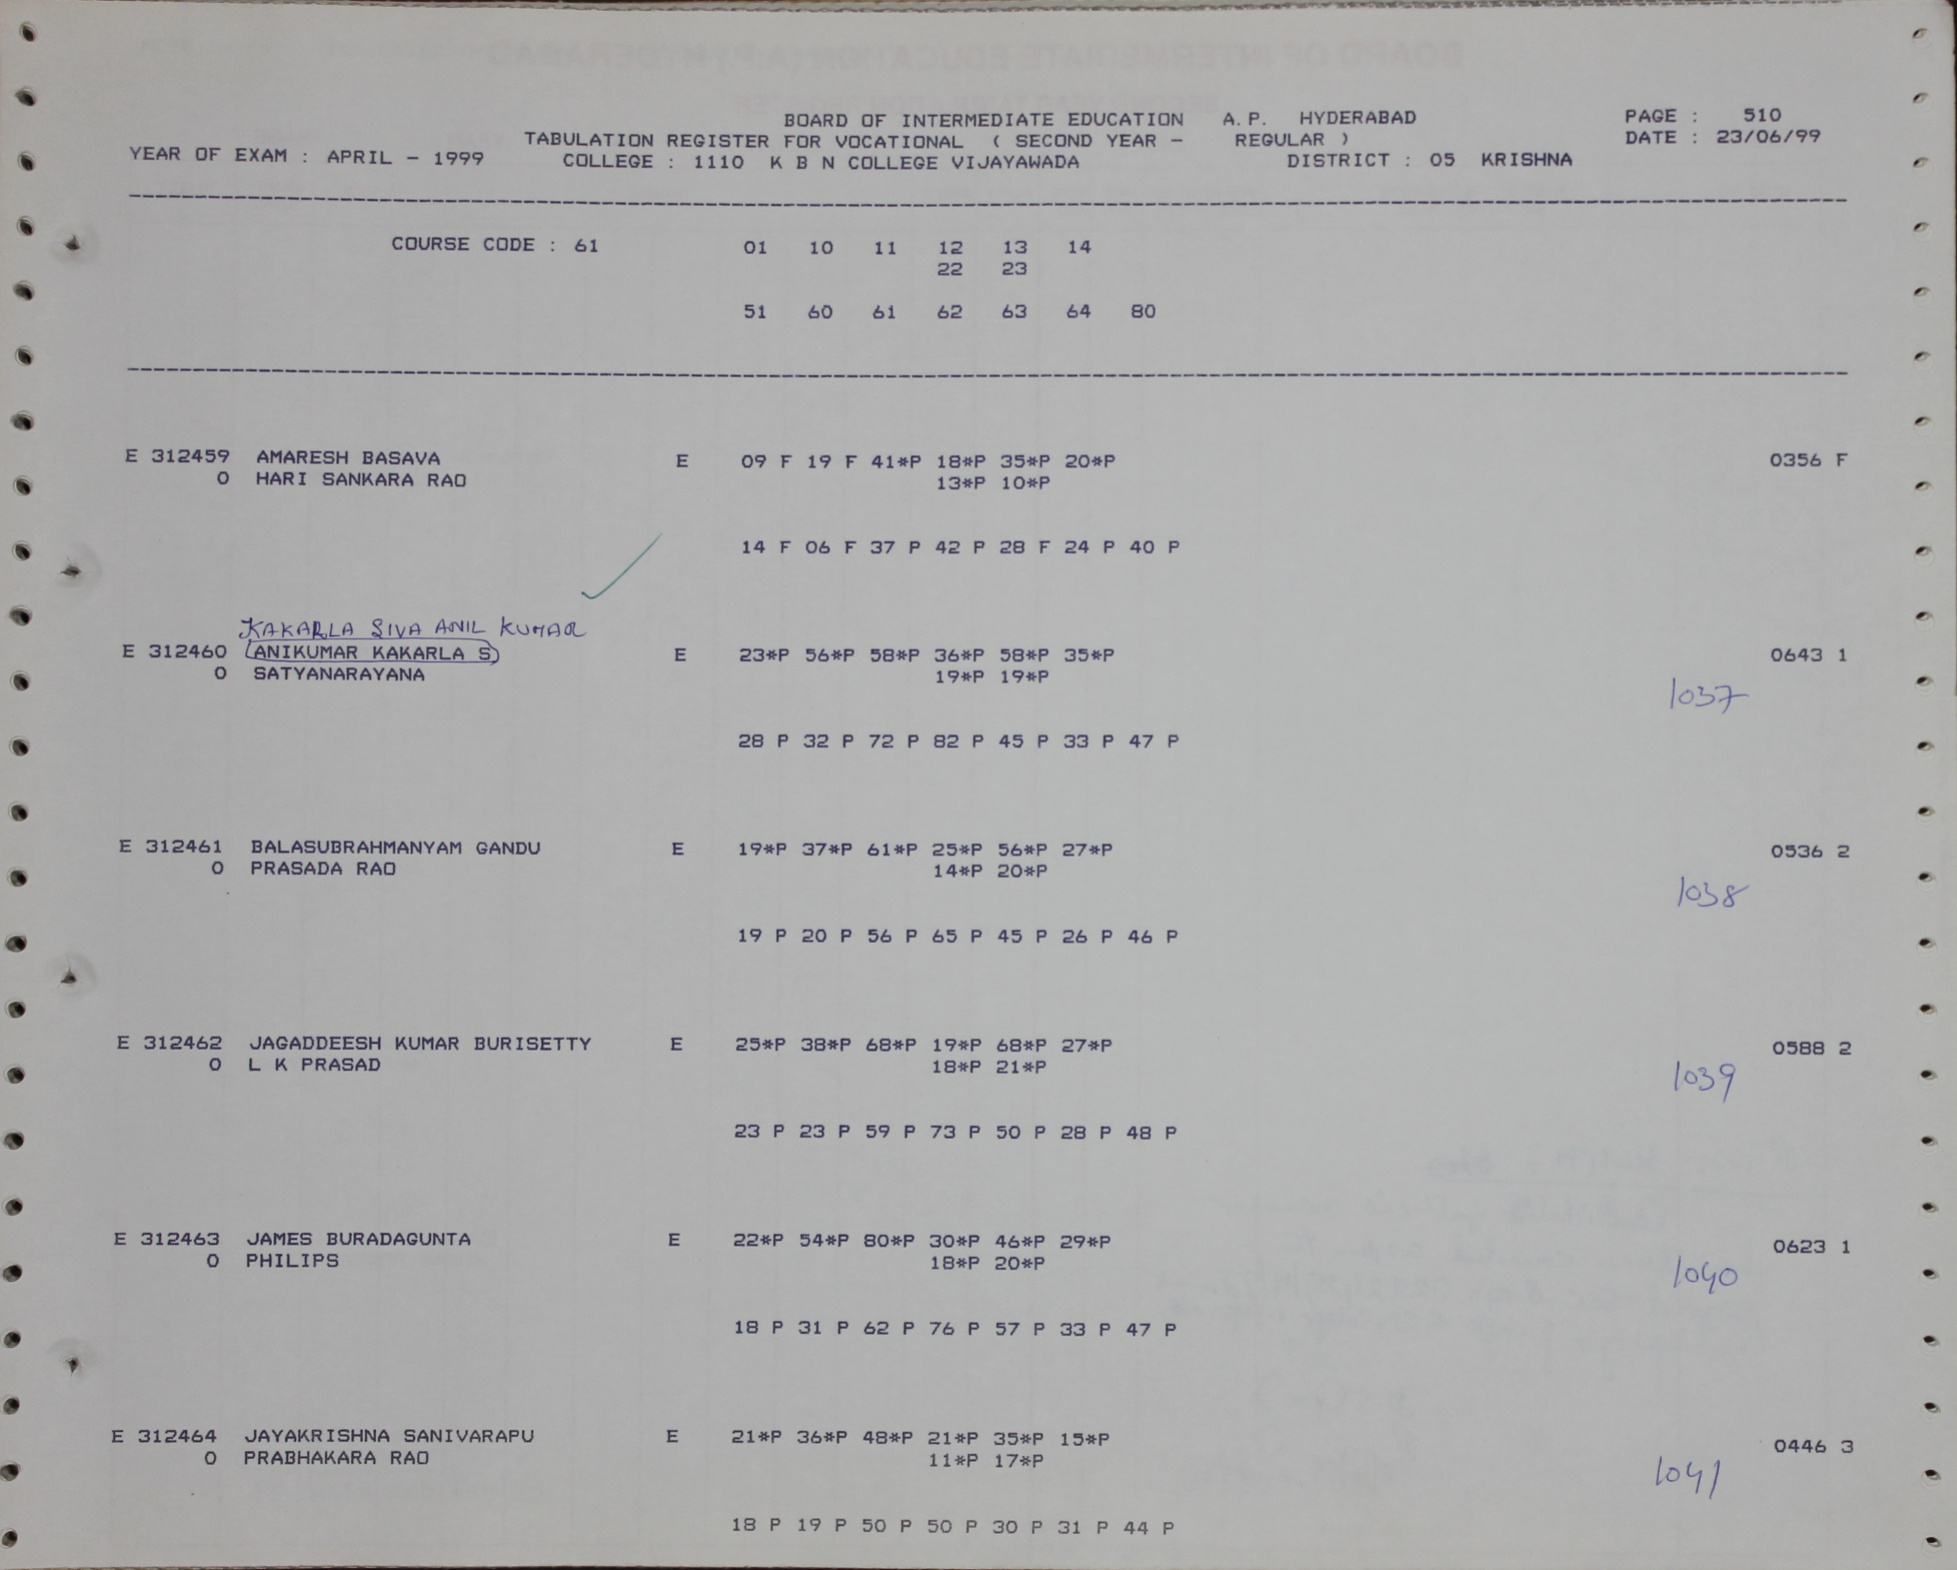 BOARD OF INTERMEDIATE EDUCATION A.P. HYDERABAD PAGE : 510
TABULATION REGISTER FOR VOCATIONAL ( SECOND YEAR - REGULAR ) DATE : 23/06/99
YEAR OF EXAM : APRIL - 1999 COLLEGE : 1110 K B N COLLEGE VIJAYAWADA DISTRICT : 05 KRISHNA
COURSE CODE : 61 01 10 11 12 13 14
22 23
51 60 61 62 63 64 80
E 312459 AMARESH BASAVA E 09 F 19 F 41*P 18*P 35*P 20*P 0356 F
0 HARI SANKARA RAO 13*P 10*P
14 F 06 F 37 P 42 P 28 F 24 P 40 P
KAKARLA SIVA ANIL KUMAR
E 312460 ANIKUMAR KAKARLA S E 23*P 56*P 58*P 36*P 58*P 35*P 0643 1
0 SATYANARAYANA 19*P 19*P
1037
28 P 32 P 72 P 82 P 45 P 33 P 47 P
E 312461 BALASUBRAHMANYAM GANDU E 19*P 37*P 61*P 25*P 56*P 27*P 0536 2
0 PRASADA RAO 14*P 20*P
1038
19 P 20 P 56 P 65 P 45 P 26 P 46 P
E 312462 JAGADDEESH KUMAR BURISETTY E 25*P 38*P 68*P 19*P 68*P 27*P 0588 2
0 L K PRASAD 18*P 21*P
1039
23 P 23 P 59 P 73 P 50 P 28 P 48 P
E 312463 JAMES BURADAGUNTA E 22*P 54*P 80*P 30*P 46*P 29*P 0623 1
0 PHILIPS 18*P 20*P
1040
18 P 31 P 62 P 76 P 57 P 33 P 47 P
E 312464 JAYAKRISHNA SANIVARAPU E 21*P 36*P 48*P 21*P 35*P 15*P 0446 3
0 PRABHAKARA RAO 11*P 17*P
1041
18 P 19 P 50 P 50 P 30 P 31 P 44 P